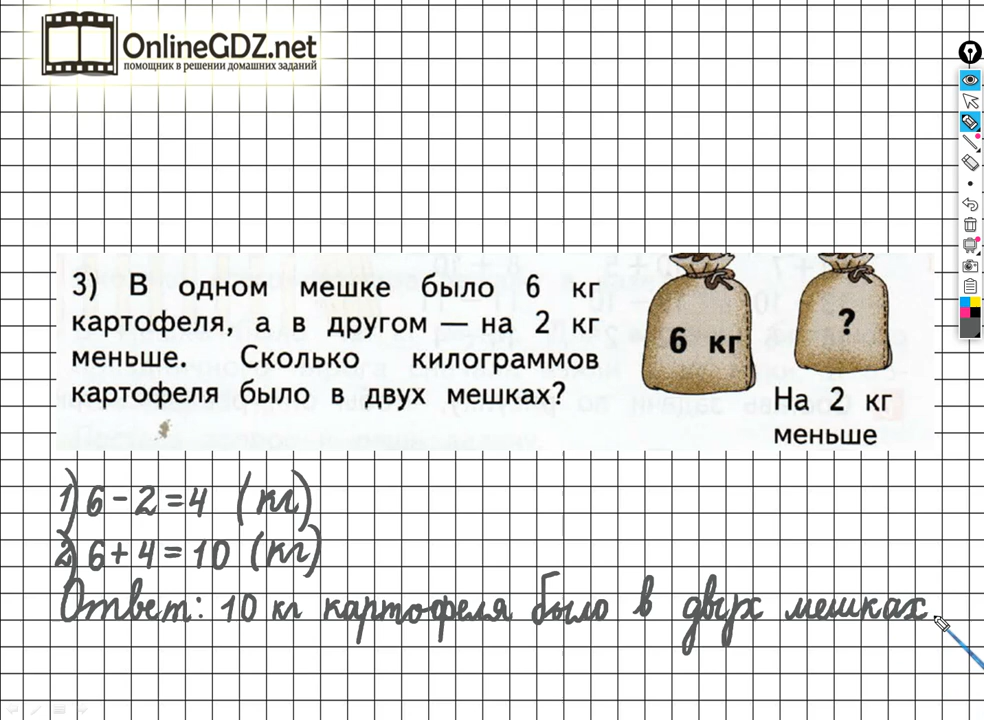 OnlineGDZ.net
помощник в решении домашних заданий
3) В одном мешке было 6 кг
картофеля, а в другом — на 2 кг
меньше. Сколько килограммов
картофеля было в двух мешках?
6 кг
?
На 2 кг
меньше
1) 6 - 2 = 4 (кг)
2) 6 + 4 = 10 (кг)
Ответ: 10 кг картофеля было в двух мешках.